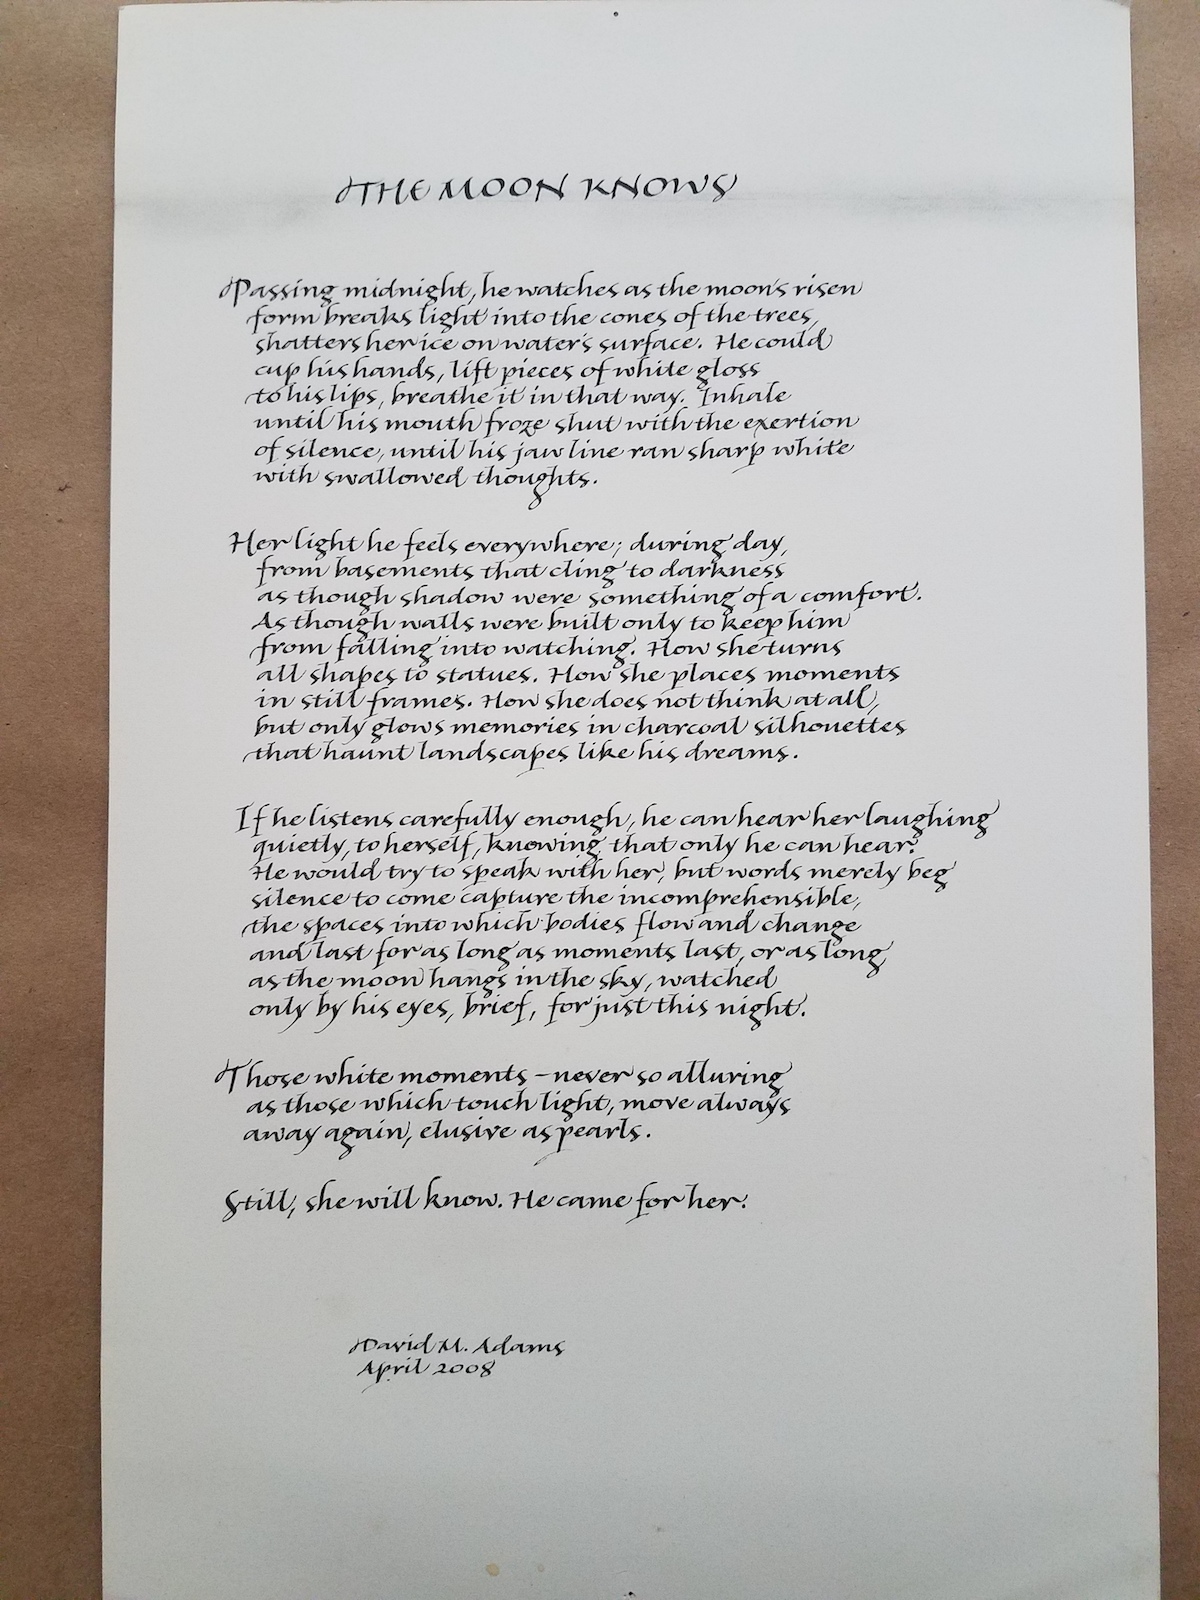 THE MOON KNOWS
Passing midnight, he watches as the moon's risen
form breaks light into the cones of the trees,
shatters her ice on water's surface. He could
cup his hands, lift pieces of white gloss
to his lips, breathe it in that way. Inhale
until his mouth froze shut with the exertion
of silence, until his jaw line ran sharp white
with swallowed thoughts.
Her light he feels everywhere; during day,
from basements that cling to darkness
as though shadow were something of a comfort.
As though walls were built only to keep him
from falling into watching. How she turns
all shapes to statues. How she places moments
in still frames. How she does not think at all,
but only glows memories in charcoal silhouettes
that haunt landscapes like his dreams.
If he listens carefully enough, he can hear her laughing
quietly, to herself, knowing that only he can hear.
He would try to speak with her, but words merely beg
silence to come capture the incomprehensible,
the spaces into which bodies flow and change
and last for as long as moments last, or as long
as the moon hangs in the sky, watched
only by his eyes, brief, for just this night.
Those white moments – never so alluring
as those which touch light, move always
away again, elusive as pearls.
Still, she will know. He came for her.
David M. Adams
April 2008